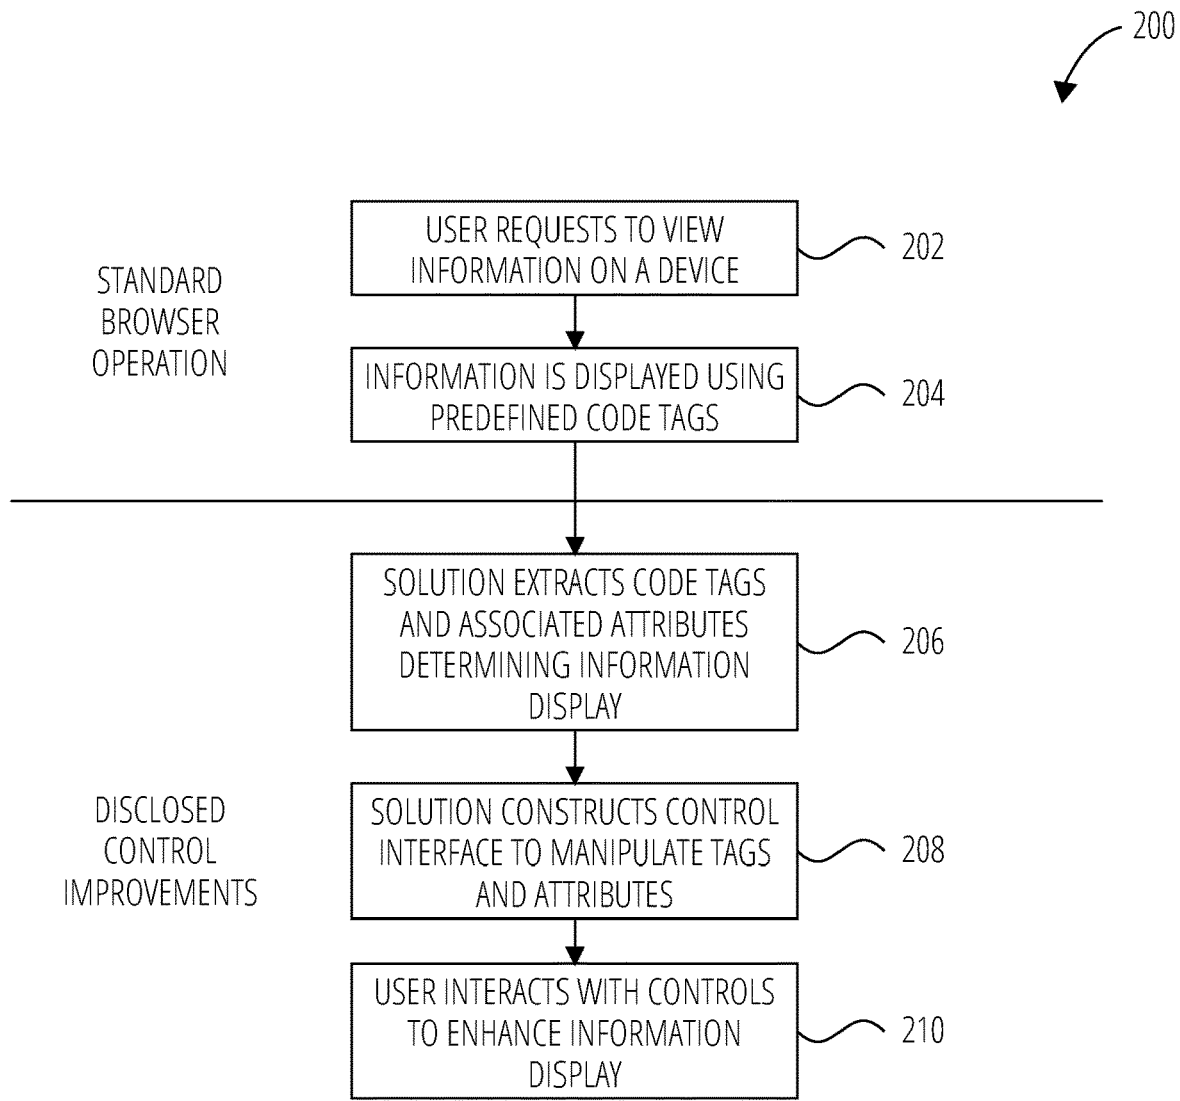 200
USER REQUESTS TO VIEW
INFORMATION ON A DEVICE
202
STANDARD
BROWSER
OPERATION
INFORMATION IS DISPLAYED USING
PREDEFINED CODE TAGS
204
SOLUTION EXTRACTS CODE TAGS
AND ASSOCIATED ATTRIBUTES
DETERMINING INFORMATION
DISPLAY
206
DISCLOSED
CONTROL
IMPROVEMENTS
SOLUTION CONSTRUCTS CONTROL
INTERFACE TO MANIPULATE TAGS
AND ATTRIBUTES
208
USER INTERACTS WITH CONTROLS
TO ENHANCE INFORMATION
DISPLAY
210